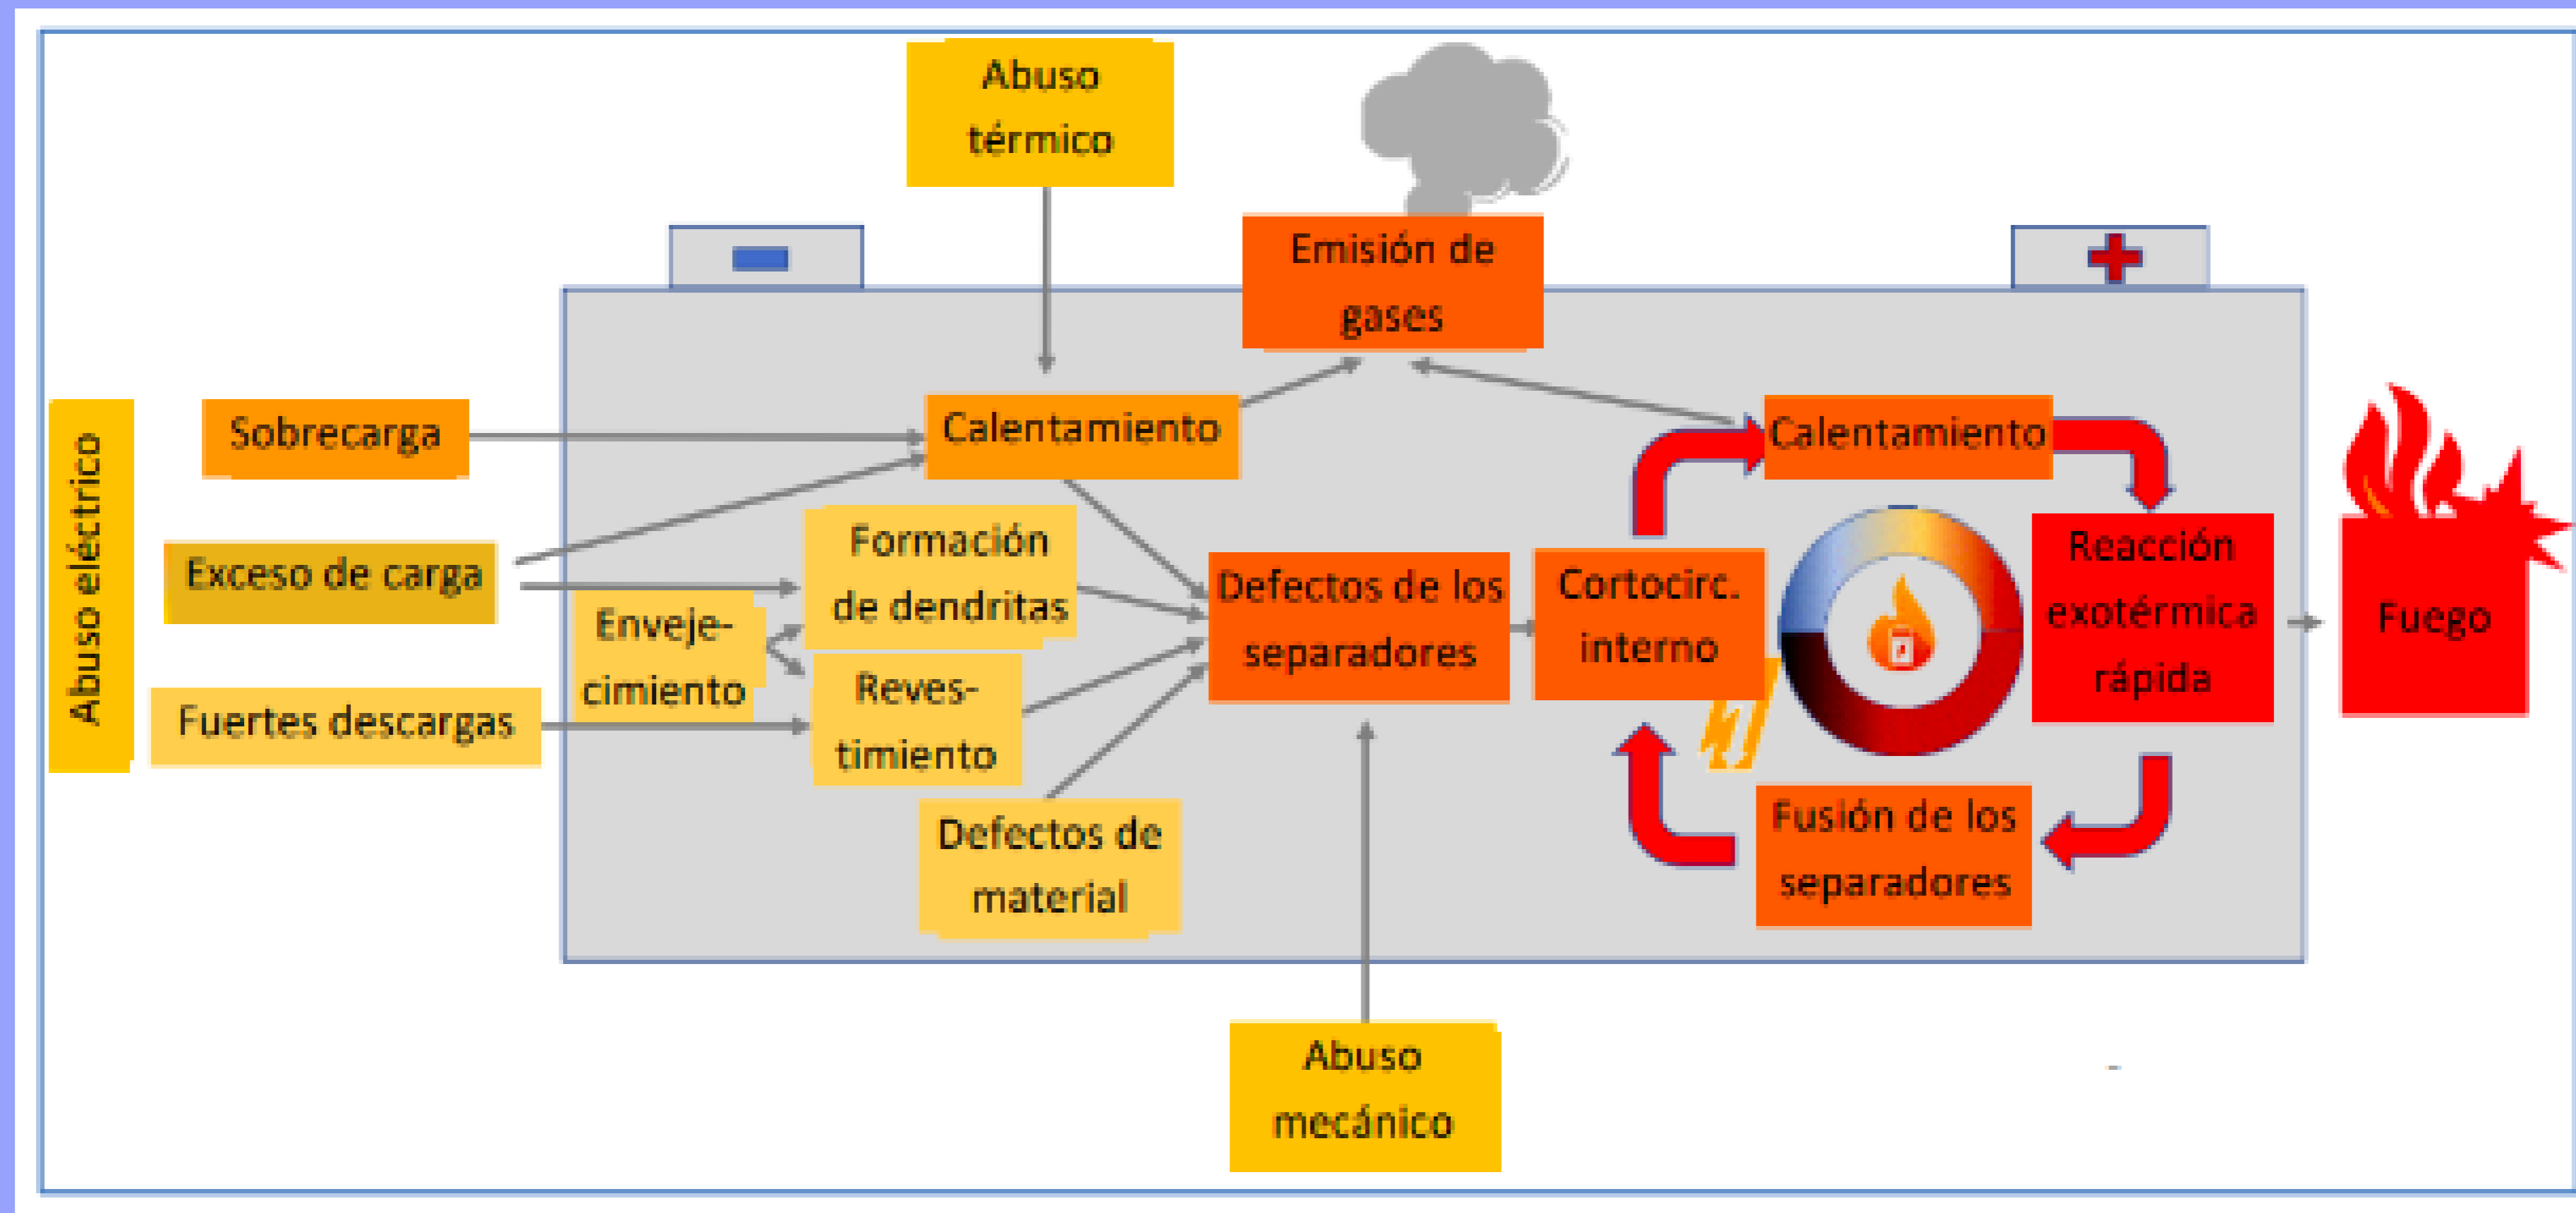 Abuso
térmico
Emisión de
gases
Abuso eléctrico
Sobrecarga
Calentamiento
Calentamiento
Exceso de carga
Formación
de dendritas
Enveje-
cimiento
Defectos de los
separadores
Cortocirc.
interno
Reacción
exotérmica
rápida
Fuego
Fuertes descargas
Reves-
timiento
Defectos de
material
Fusión de los
separadores
Abuso
mecánico